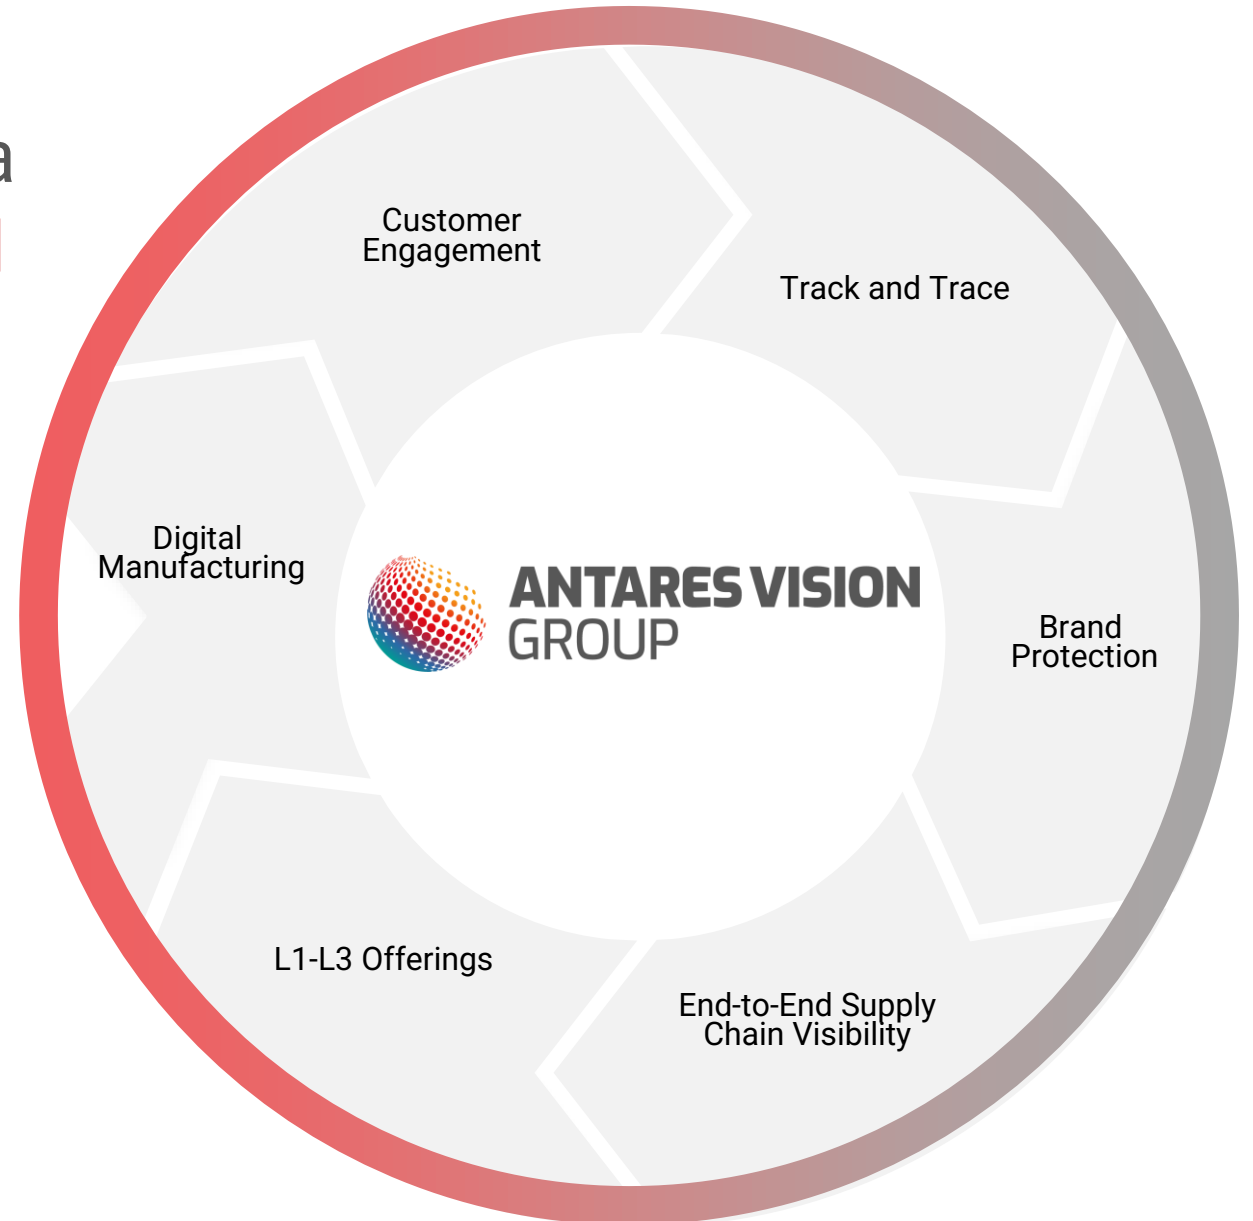 a
Customer
Engagement
Track and Trace
Digital
Manufacturing
ANTARES VISION
GROUP
Brand
Protection
L1-L3 Offerings
End-to-End Supply
Chain Visibility